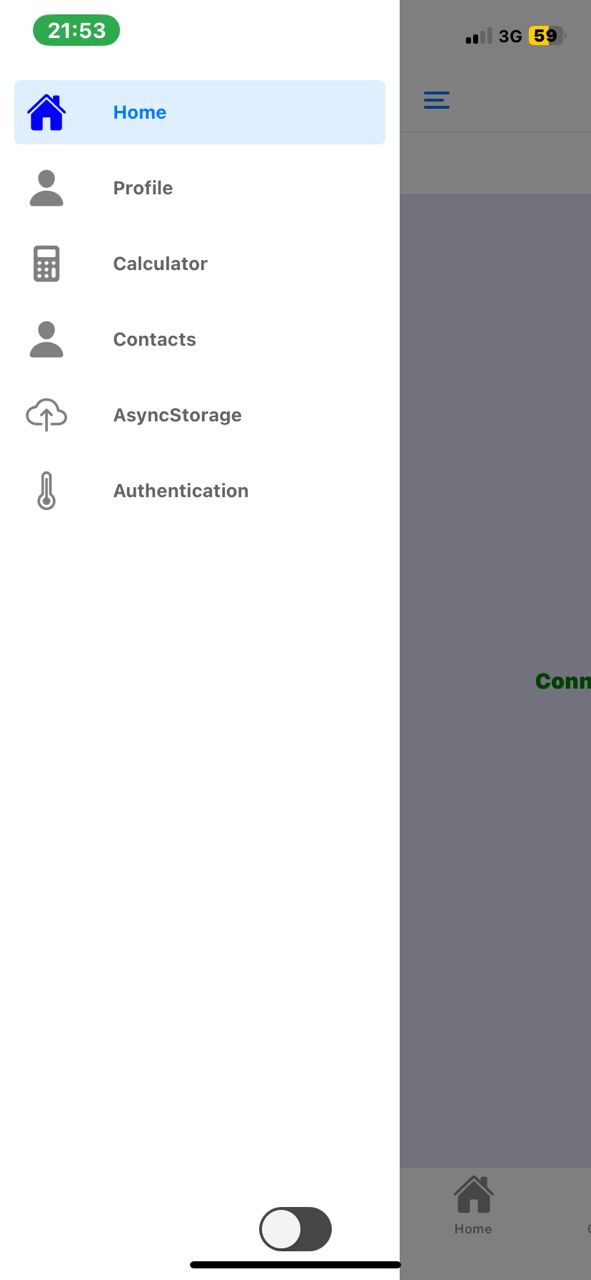 21:53
3G 59
Home
Profile
Calculator
Contacts
AsyncStorage
Authentication
Home